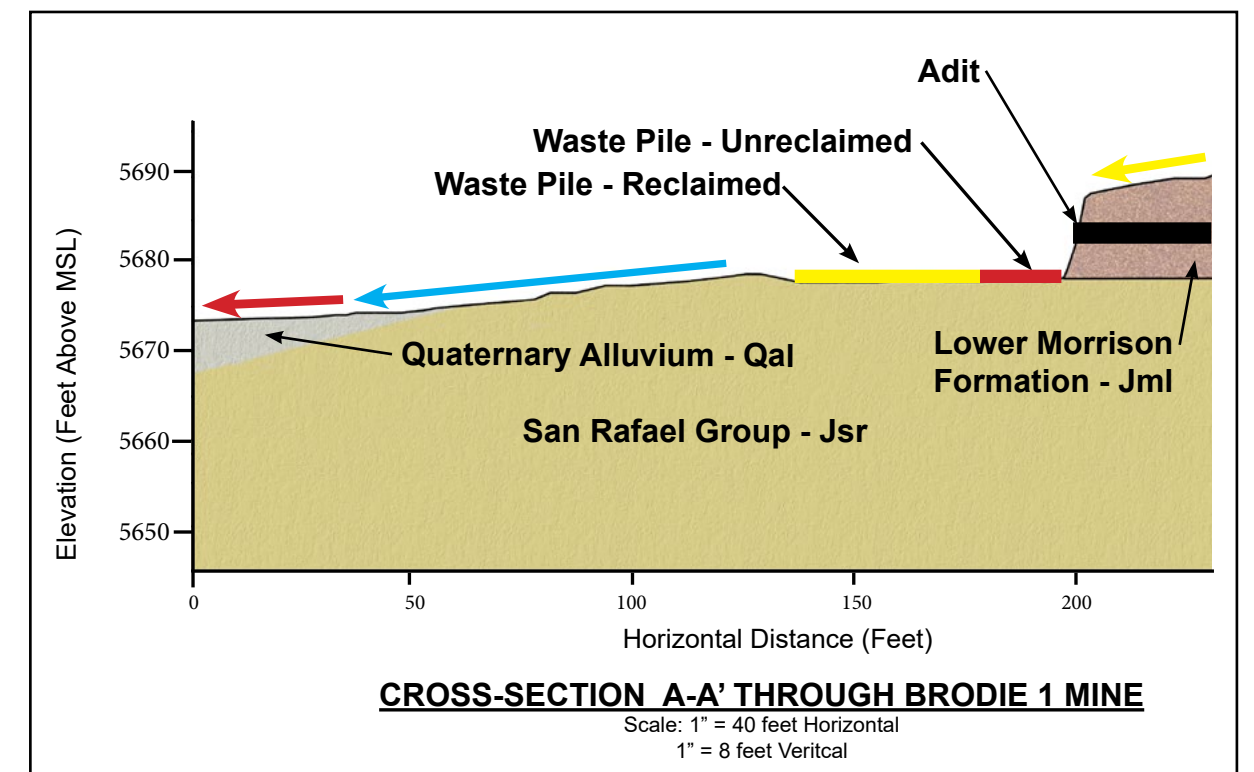 Adit
Waste Pile - Unreclaimed
Waste Pile - Reclaimed
5690
5680
5670
5660
5650
Elevation (Feet Above MSL)
Quaternary Alluvium - Qal
Lower Morrison
Formation - Jml
San Rafael Group - Jsr
0
50
100
150
200
Horizontal Distance (Feet)
CROSS-SECTION A-A’ THROUGH BRODIE 1 MINE
Scale: 1” = 40 feet Horizontal
1” = 8 feet Veritcal